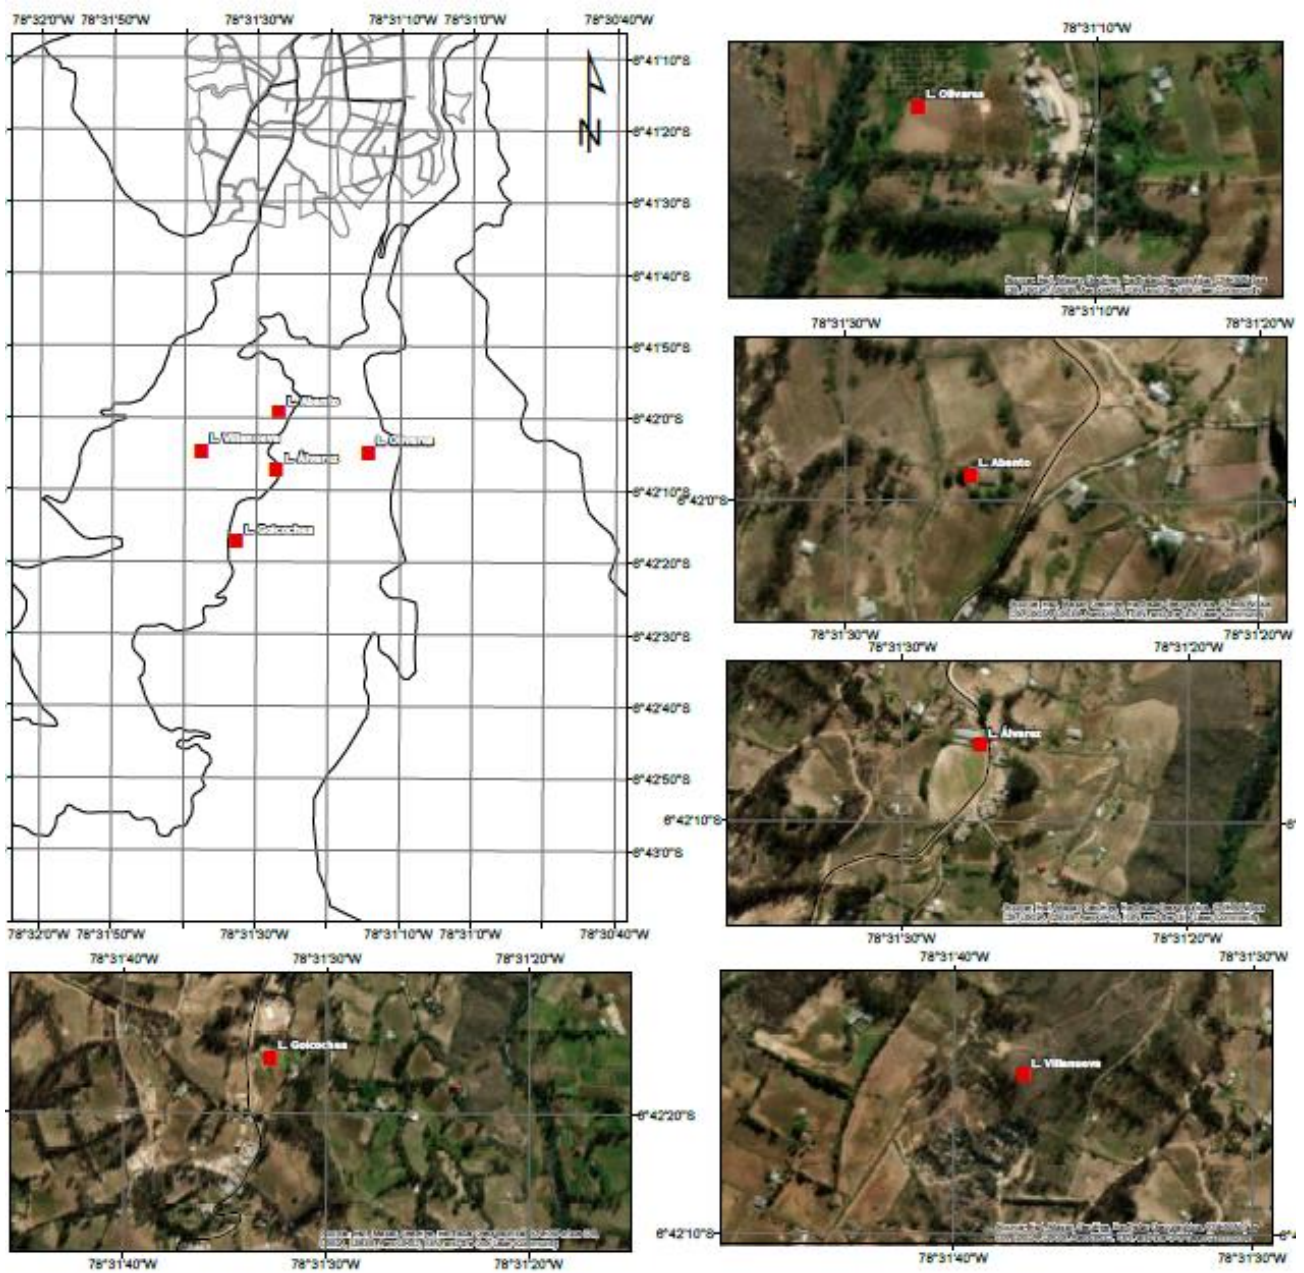 78°32'0"W 78°31'50"W 78°31'30"W 78°31'10"W 78°31'0"W 78°30'40"W
6°41'10"S
N
6°41'20"S
6°41'30"S
6°41'40"S
6°41'50"S
L. Abanto
6°42'0"S
L. Villanueva
L. Olivares
L. Álvarez
6°42'10"S
L. Goicochea
6°42'20"S
6°42'30"S
6°42'40"S
6°42'50"S
6°43'0"S
78°32'0"W 78°31'50"W 78°31'30"W 78°31'10"W 78°31'0"W 78°30'40"W
78°31'10"W
L. Olivares
78°31'10"W
78°31'30"W 78°31'20"W
L. Abanto
6°42'0"S
78°31'30"W 78°31'20"W
78°31'30"W 78°31'20"W
L. Álvarez
6°42'10"S
78°31'30"W 78°31'20"W
78°31'40"W 78°31'30"W 78°31'20"W
L. Goicochea
6°42'20"S
78°31'40"W 78°31'30"W 78°31'20"W
78°31'40"W 78°31'30"W
L. Villanueva
6°42'10"S
78°31'40"W 78°31'30"W